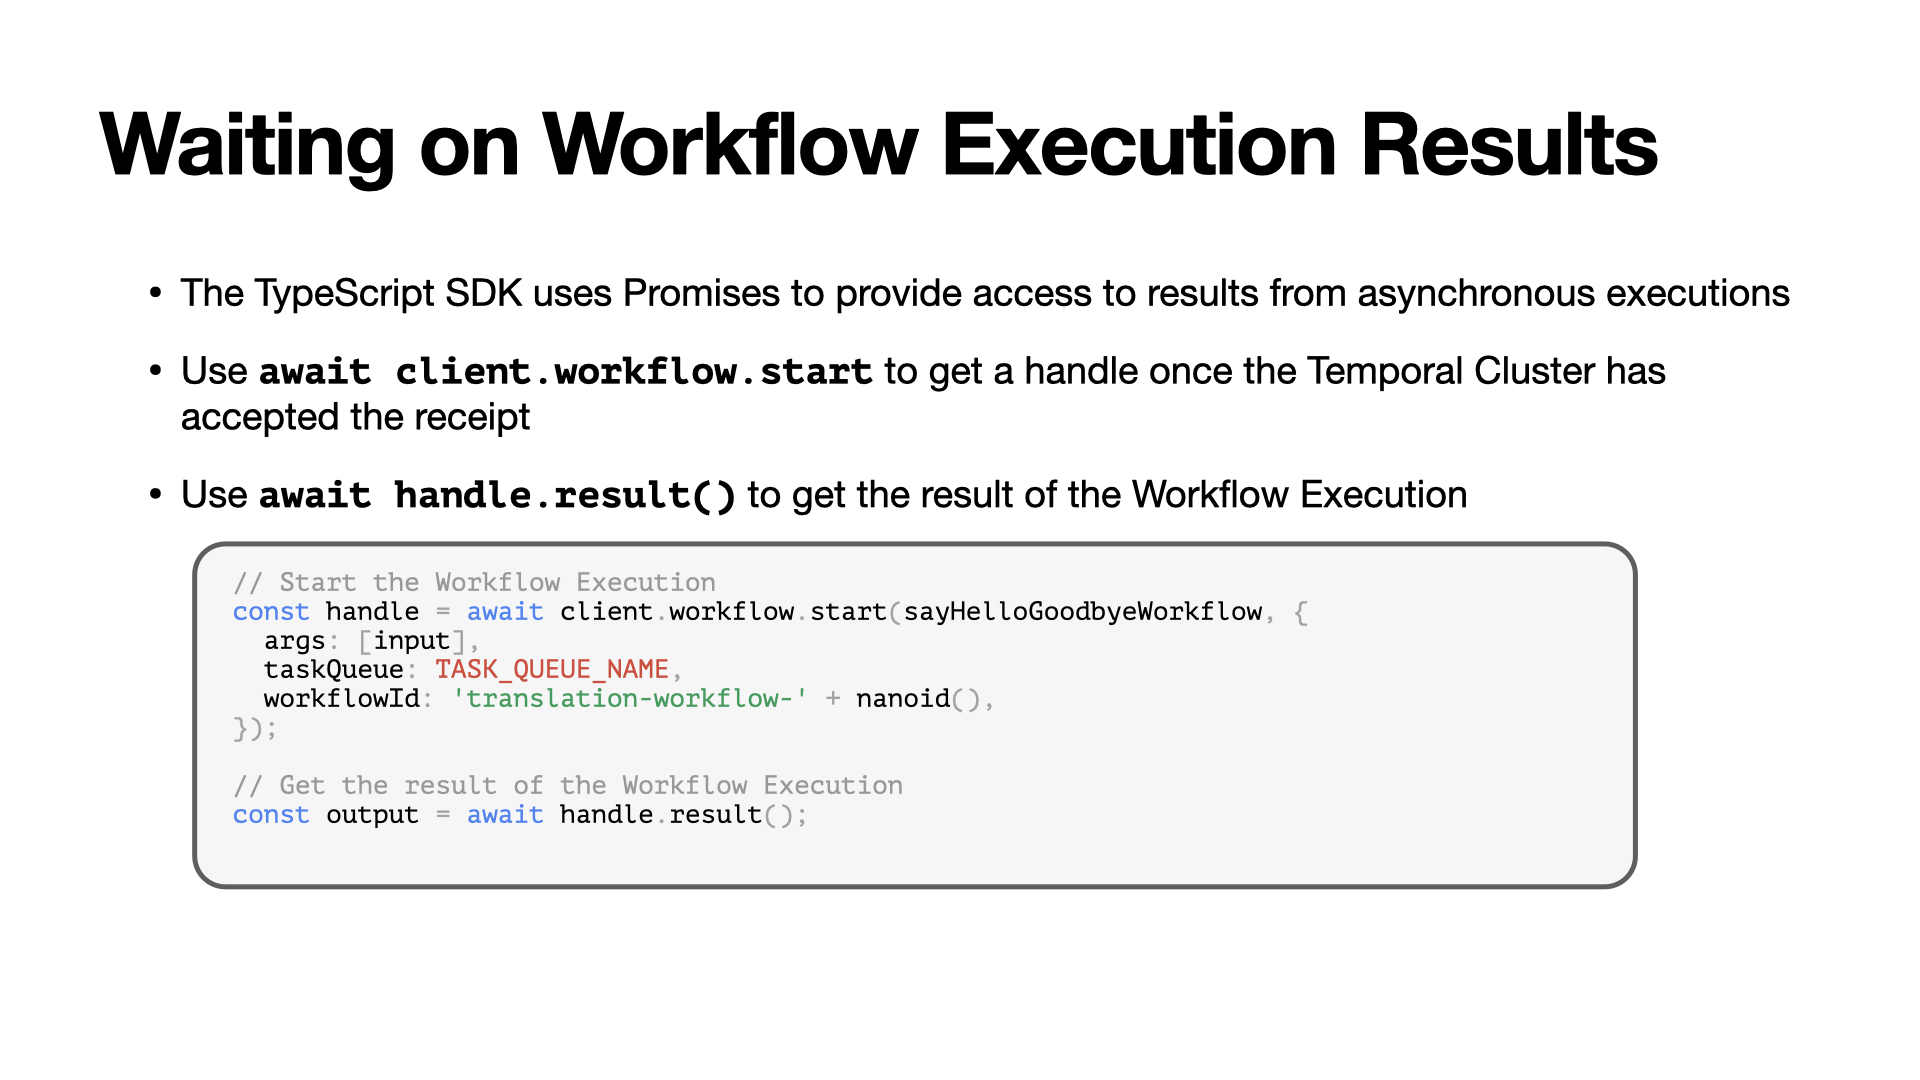 Waiting on Workflow Execution Results
• The TypeScript SDK uses Promises to provide access to results from asynchronous executions
• Use await client.workflow.start to get a handle once the Temporal Cluster has
accepted the receipt
• Use await handle.result() to get the result of the Workflow Execution
// Start the Workflow Execution
const handle = await client.workflow.start(sayHelloGoodbyeWorkflow, {
  args: [input],
  taskQueue: TASK_QUEUE_NAME,
  workflowId: 'translation-workflow-' + nanoid(),
});
// Get the result of the Workflow Execution
const output = await handle.result();